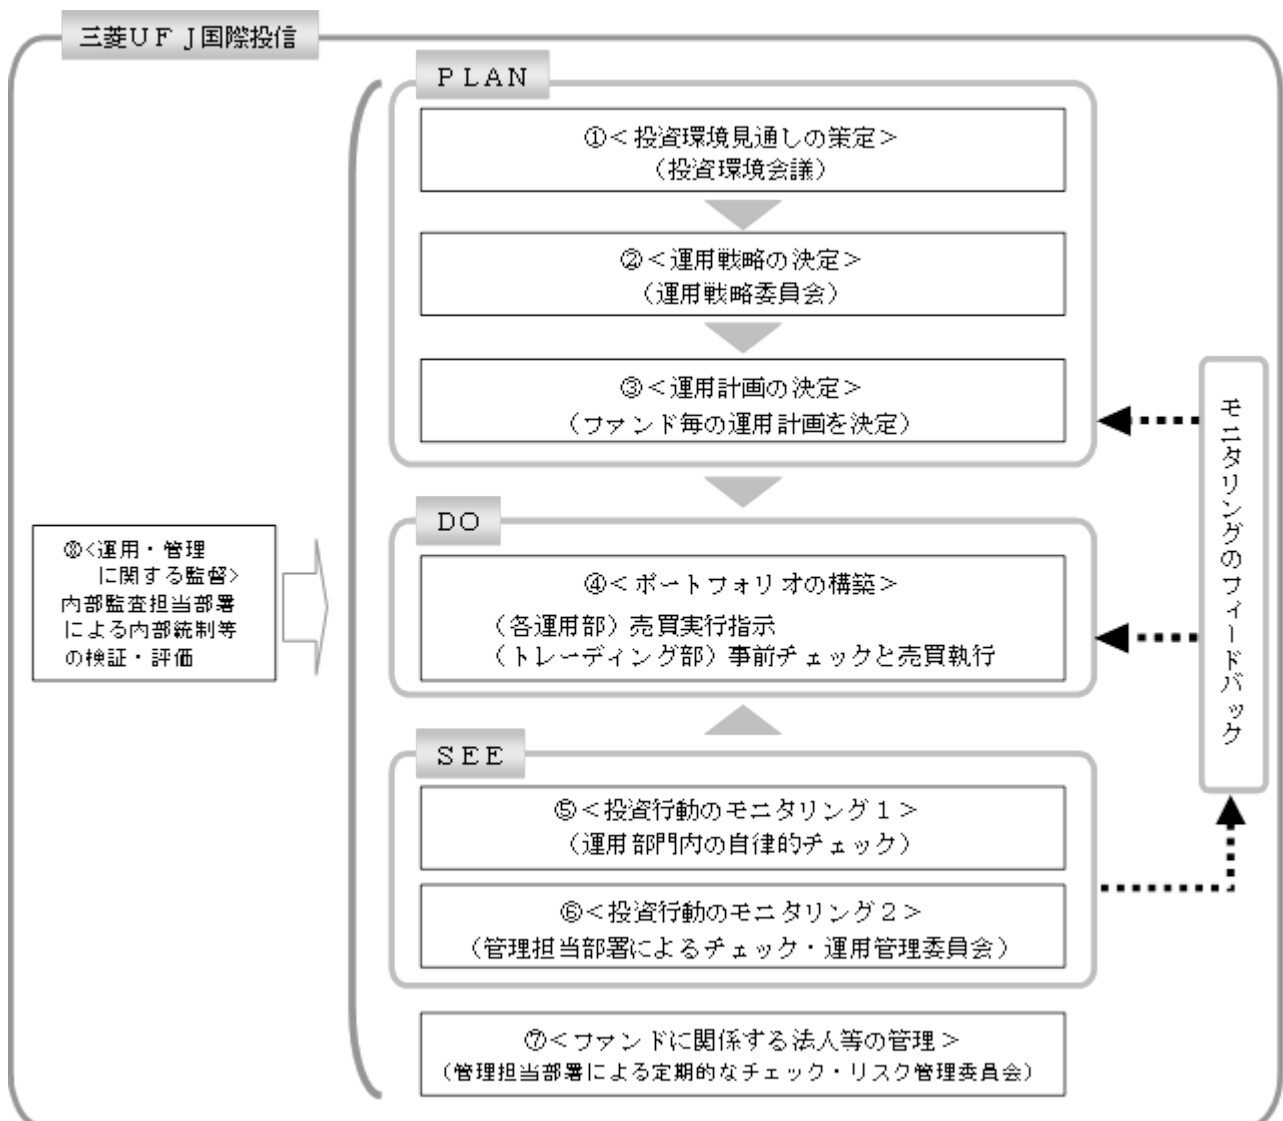 三菱ＵＦＪ国際投信
ＰＬＡＮ
①＜投資環境見通しの策定＞
（投資環境会議）
②＜運用戦略の決定＞
（運用戦略委員会）
③＜運用計画の決定＞
（ファンド毎の運用計画を決定）
ＤＯ
④＜ポートフォリオの構築＞
（各運用部）売買実行指示
（トレーディング部）事前チェックと売買執行
ＳＥＥ
⑤＜投資行動のモニタリング１＞
（運用部門内の自律的チェック）
⑥＜投資行動のモニタリング２＞
（管理担当部署によるチェック・運用管理委員会）
⑦＜ファンドに関係する法人等の管理＞
（管理担当部署による定期的なチェック・リスク管理委員会）
⑧<運用・管理
に関する監督>
内部監査担当部署
による内部統制等
の検証・評価
モニタリングのフィードバック